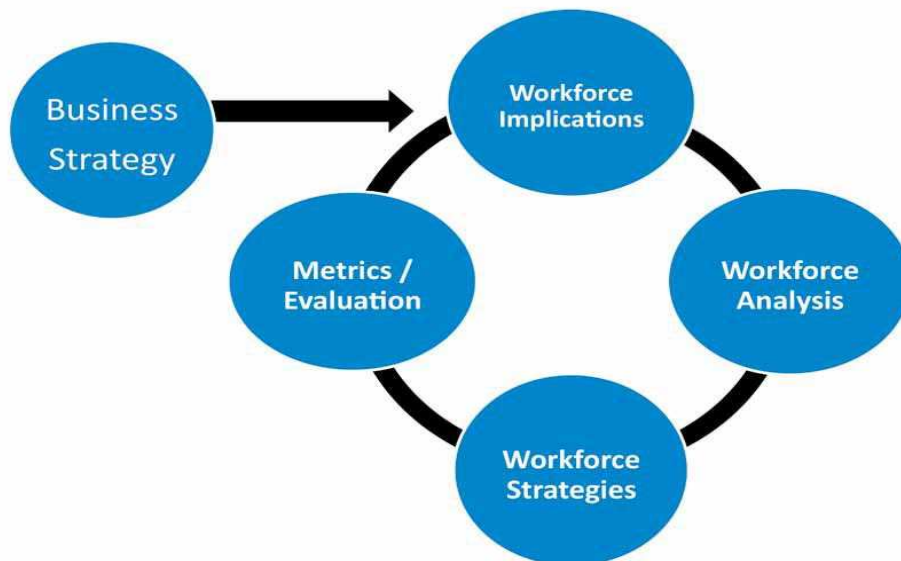 Business
Strategy
Workforce
Implications
Workforce
Analysis
Workforce
Strategies
Metrics /
Evaluation